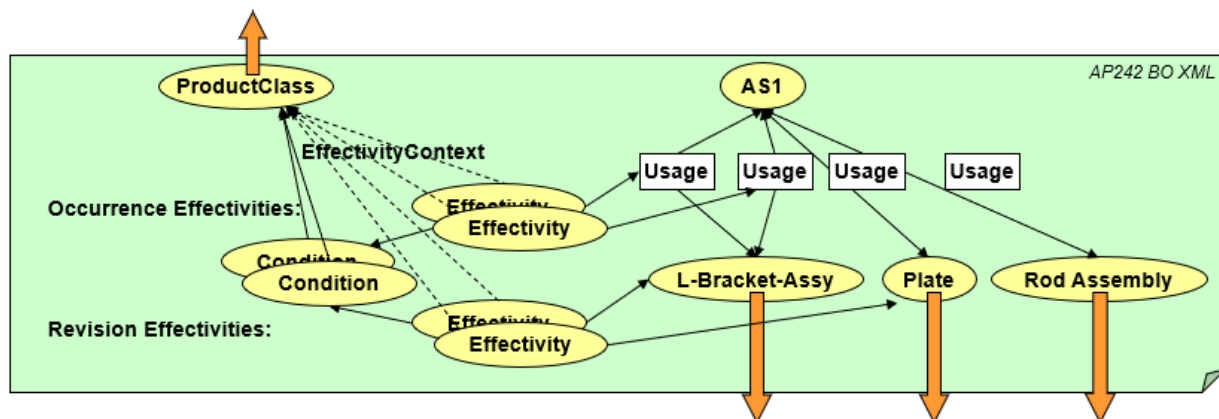 ProductClass
AS1
AP242 BO XML
EffectivityContext
Usage
Usage
Usage
Usage
Occurrence Effectivities:
Effectivity
Effectivity
Condition
Condition
L-Bracket-Assy
Plate
Rod Assembly
Revision Effectivities:
Effectivity
Effectivity